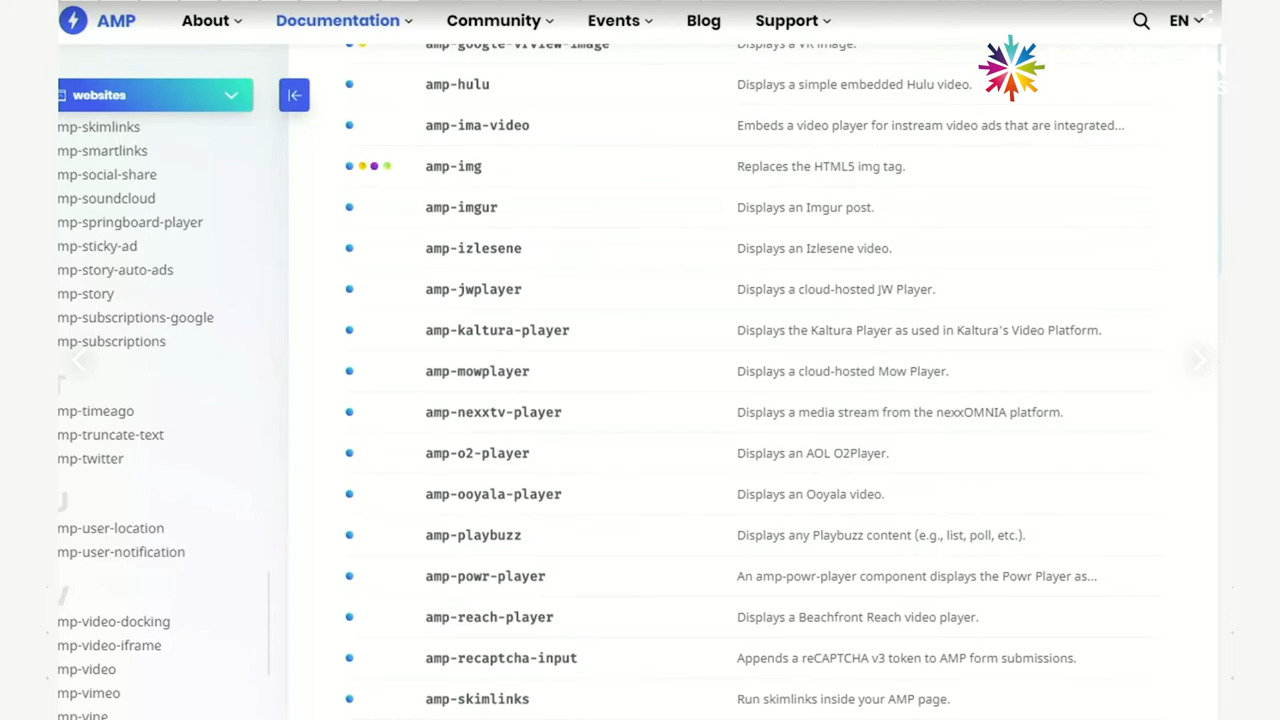 AMP
About
Documentation
Community
Events
Blog
Support
EN
websites
mp-skimlinks
mp-smartlinks
mp-social-share
mp-soundcloud
mp-springboard-player
mp-sticky-ad
mp-story-auto-ads
mp-story
mp-subscriptions-google
mp-subscriptions
mp-timeago
mp-truncate-text
mp-twitter
U
mp-user-location
mp-user-notification
mp-video-docking
mp-video-iframe
mp-video
mp-vimeo
mp-vine
amp-google-vrview-image Displays a VR image.
amp-hulu Displays a simple embedded Hulu video.
amp-ima-video Embeds a video player for instream video ads that are integrated...
amp-img Replaces the HTML5 img tag.
amp-imgur Displays an Imgur post.
amp-izlesene Displays an Izlesene video.
amp-jwplayer Displays a cloud-hosted JW Player.
amp-kaltura-player Displays the Kaltura Player as used in Kaltura's Video Platform.
amp-mowplayer Displays a cloud-hosted Mow Player.
amp-nexxtv-player Displays a media stream from the nexxOMNIA platform.
amp-o2-player Displays an AOL O2Player.
amp-ooyala-player Displays an Ooyala video.
amp-playbuzz Displays any Playbuzz content (e.g., list, poll, etc.).
amp-powr-player An amp-powr-player component displays the Powr Player as...
amp-reach-player Displays a Beachfront Reach video player.
amp-recaptcha-input Appends a reCAPTCHA v3 token to AMP form submissions.
amp-skimlinks Run skimlinks inside your AMP page.